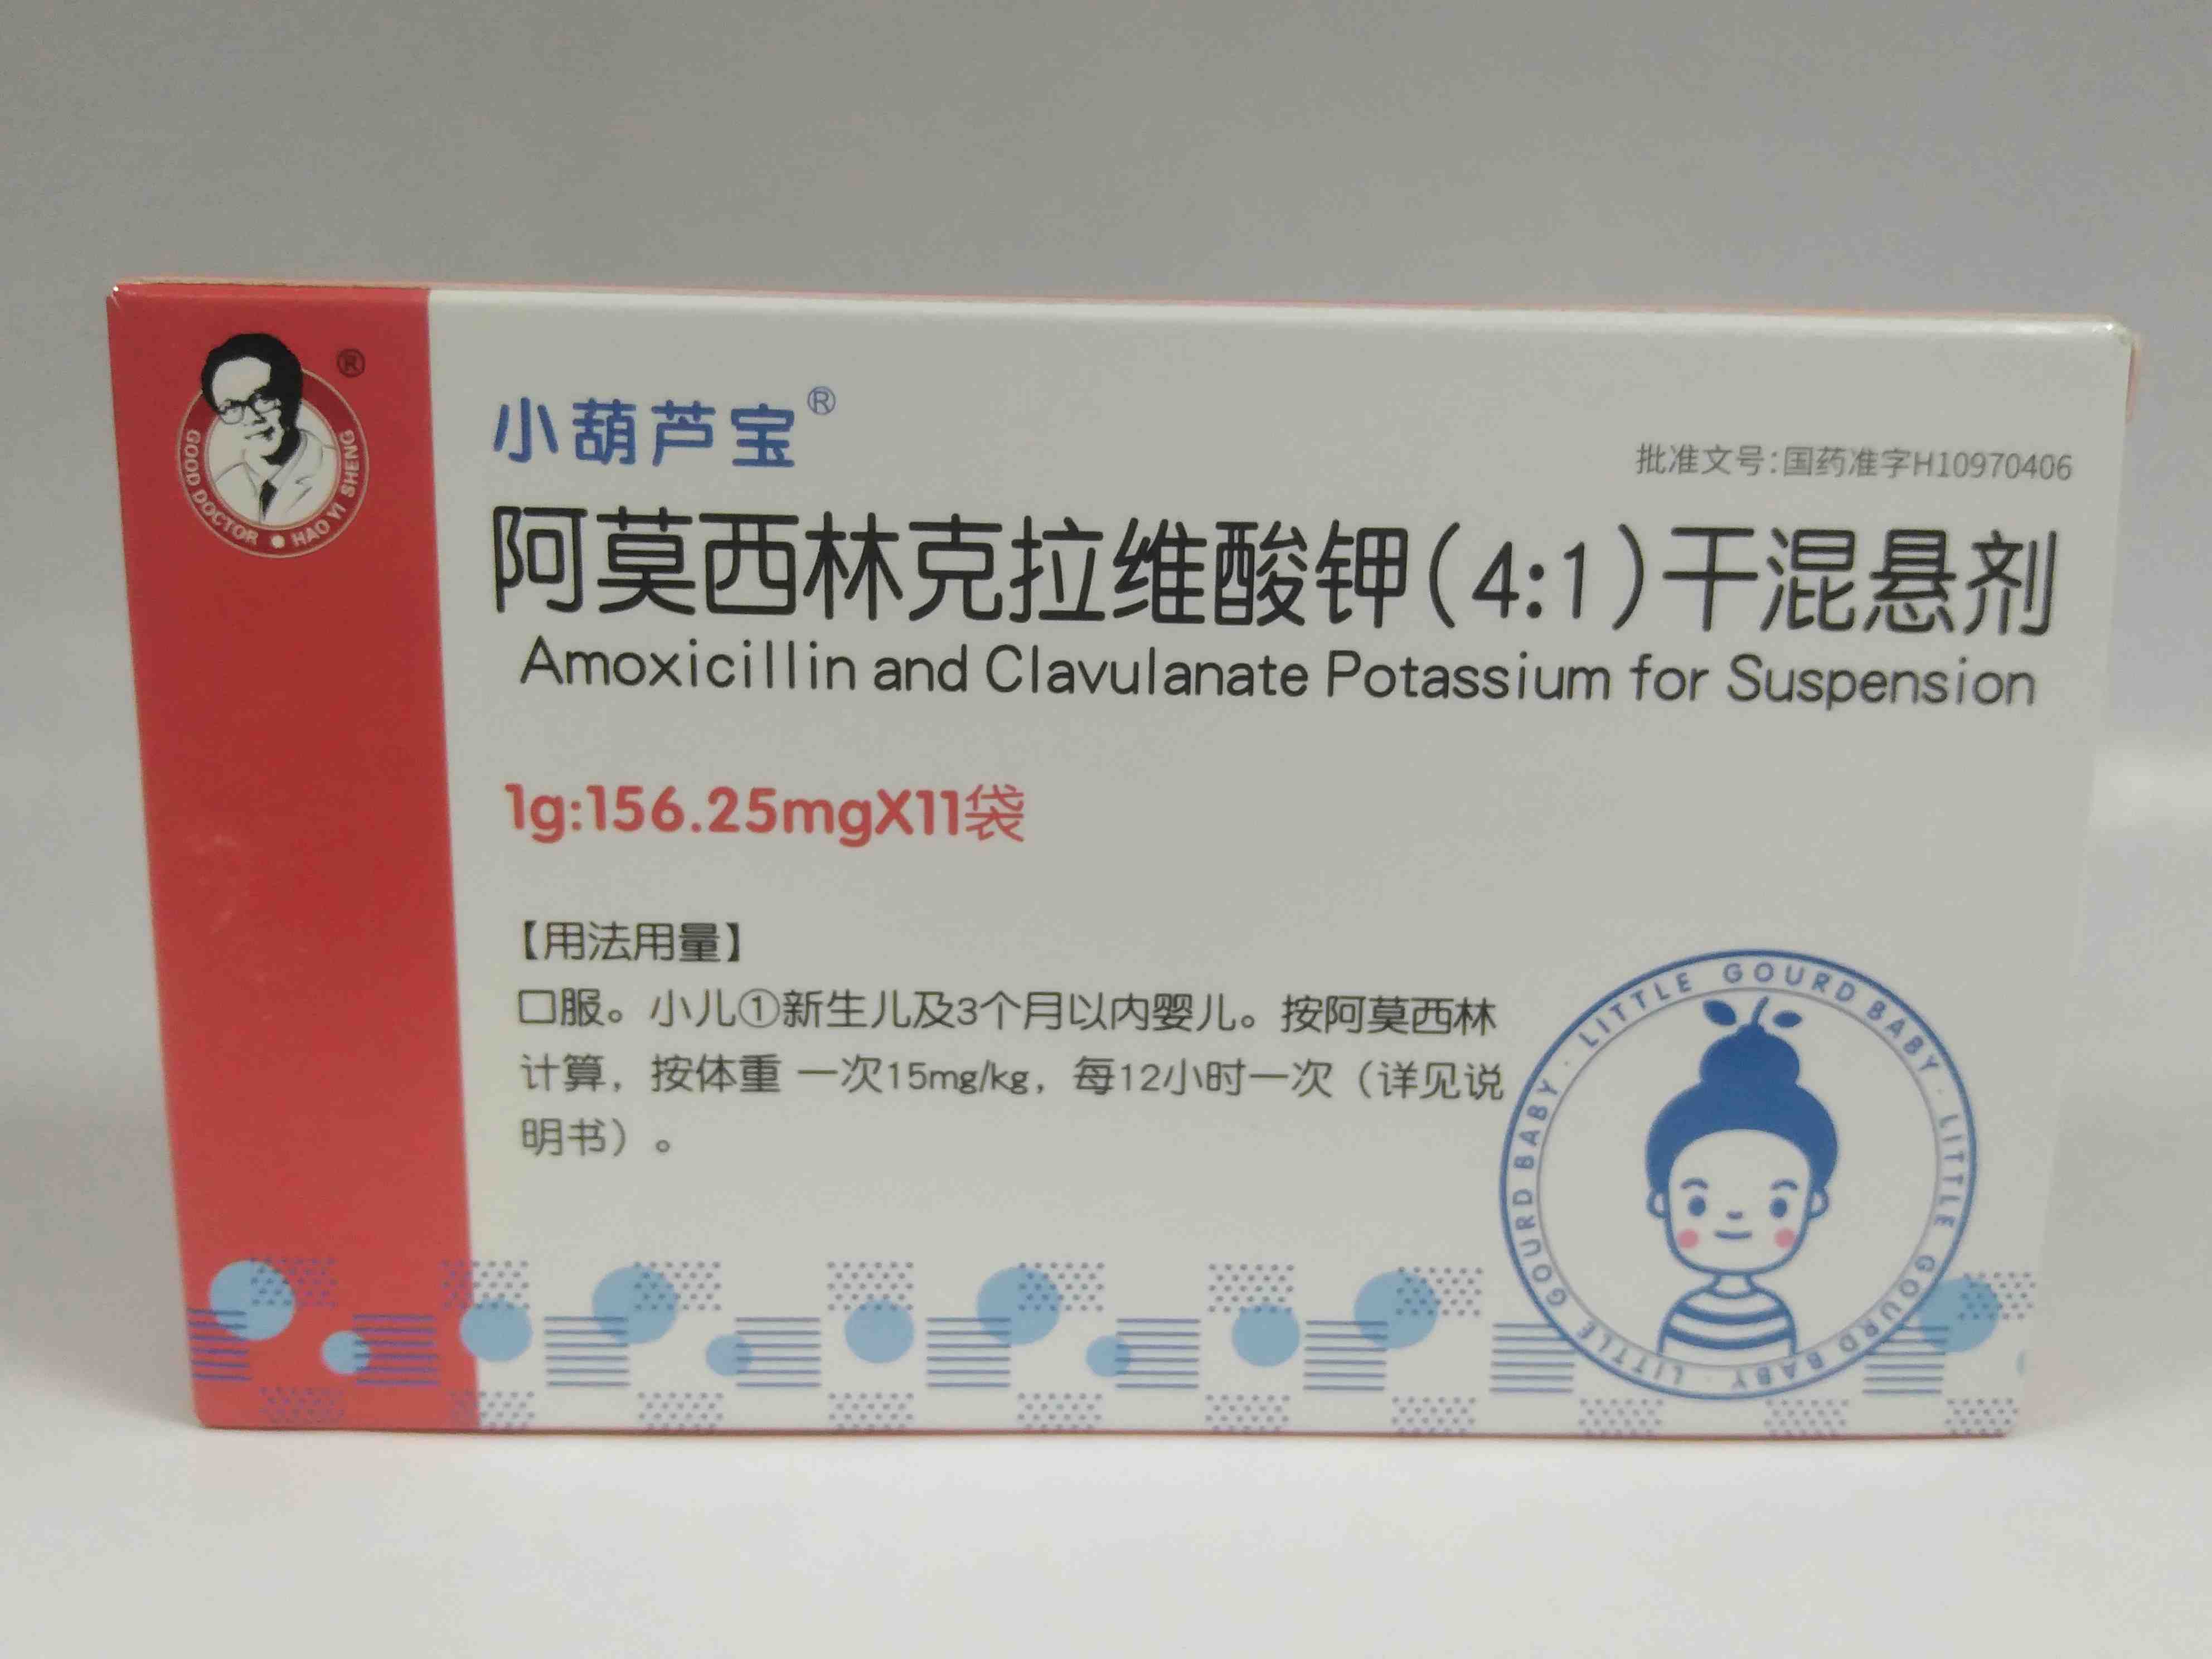 GOOD DOCTOR ● HAO YI SHENG ®
小葫芦宝®
批准文号:国药准字H10970406
阿莫西林克拉维酸钾(4:1)干混悬剂
Amoxicillin and Clavulanate Potassium for Suspension
1g:156.25mgX11袋
【用法用量】
口服。小儿①新生儿及3个月以内婴儿。按阿莫西林
计算，按体重 一次15mg/kg，每12小时一次（详见说
明书）。
LITTLE GOURD BABY · LITTLE GOURD BABY · LITTLE GOURD BABY ·